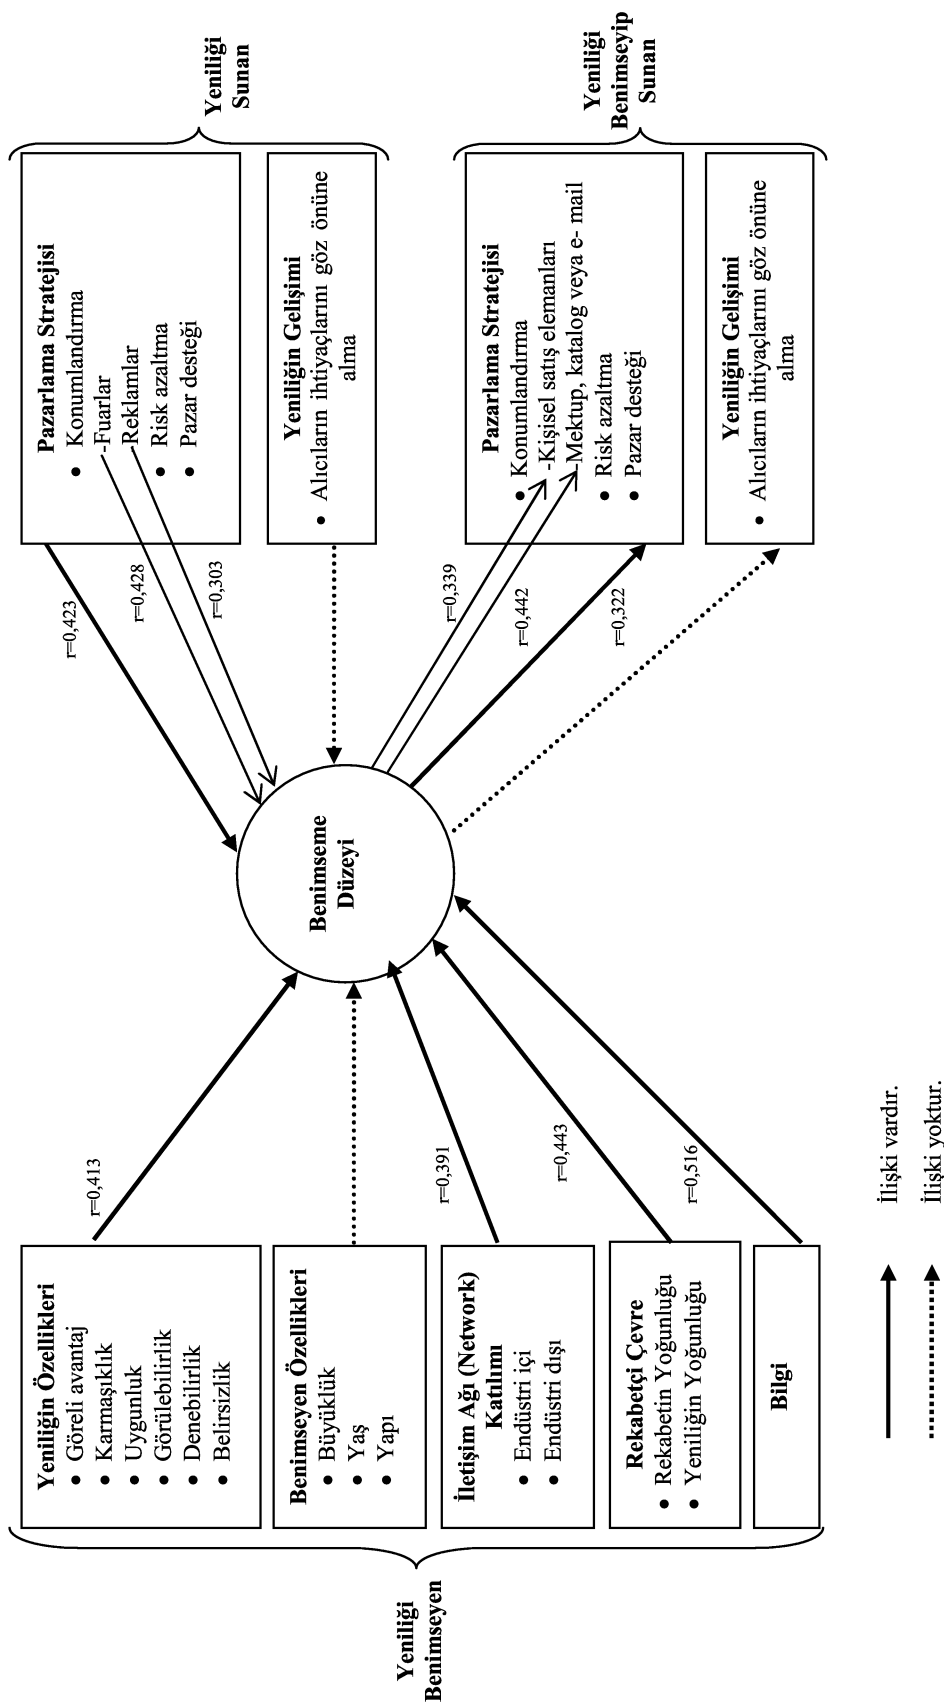 Yeniliği
Benimseyen
Yeniliğin Özellikleri
• Göreli avantaj
• Karmaşıklık
• Uygunluk
• Görülebilirlik
• Denebilirlik
• Belirsizlik
Benimseyen Özellikleri
• Büyüklük
• Yaş
• Yapı
İletişim Ağı (Network)
Katılımı
• Endüstri içi
• Endüstri dışı
Rekabetçi Çevre
• Rekabetin Yoğunluğu
• Yeniliğin Yoğunluğu
Bilgi
r=0,413
r=0,391
r=0,443
r=0,516
Benimseme
Düzeyi
r=0,423
r=0,428
r=0,303
r=0,339
r=0,442
r=0,322
Pazarlama Stratejisi
• Konumlandırma
-Fuarlar
-Reklamlar
• Risk azaltma
• Pazar desteği
Yeniliğin Gelişimi
• Alıcıların ihtiyaçlarını göz önüne
alma
Yeniliği
Sunan
Pazarlama Stratejisi
• Konumlandırma
-Kişisel satış elemanları
-Mektup, katalog veya e- mail
• Risk azaltma
• Pazar desteği
Yeniliğin Gelişimi
• Alıcıların ihtiyaçlarını göz önüne
alma
Yeniliği
Benimseyip
Sunan
İlişki vardır.
İlişki yoktur.